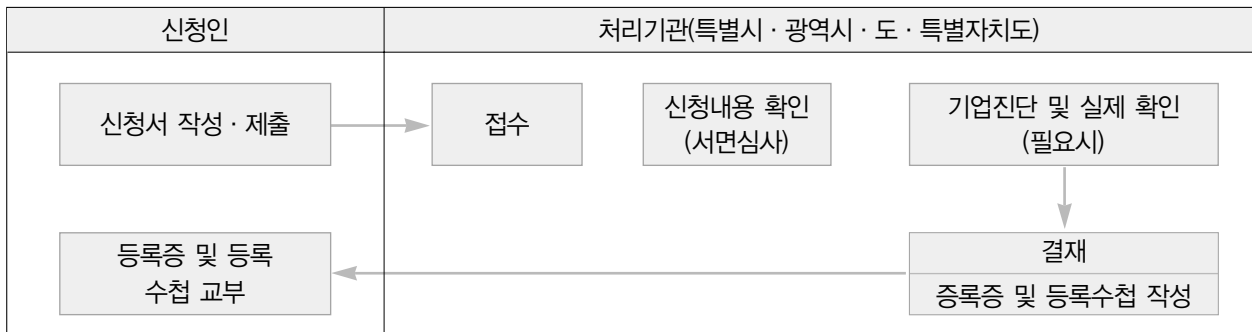 신청인
처리기관(특별시 · 광역시 · 도 · 특별자치도)
신청서 작성 · 제출
접수
신청내용 확인
(서면심사)
기업진단 및 실제 확인
(필요시)
등록증 및 등록
수첩 교부
결재
증록증 및 등록수첩 작성